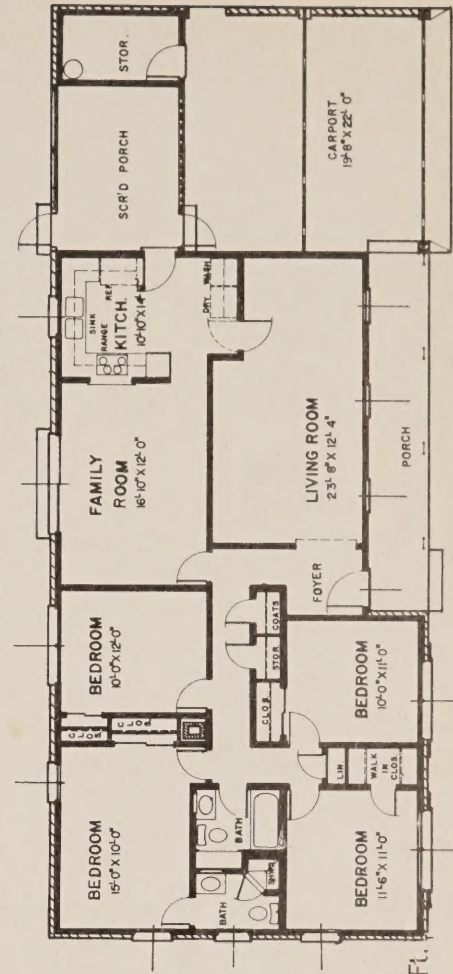 BEDROOM
15'-0" X 10'-0"
CLOS.
CLOS.
BEDROOM
10'-0" X 12'-0"
FAMILY
ROOM
16'-10" X 12'-0"
SINK
RANGE
REF.
KITCH.
10'-10" X 14'
DRY. WASH.
SCR'D PORCH
STOR.
BATH
BATH
SHWR.
CLOS.
STOR.
COATS
FOYER
LIVING ROOM
23'-8" X 12'-4"
CARPORT
19'-8" X 22'-0"
PORCH
BEDROOM
11'-6" X 11'-0"
LIN.
WALK
IN
CLOS.
BEDROOM
10'-0" X 11'-0"
Ft.